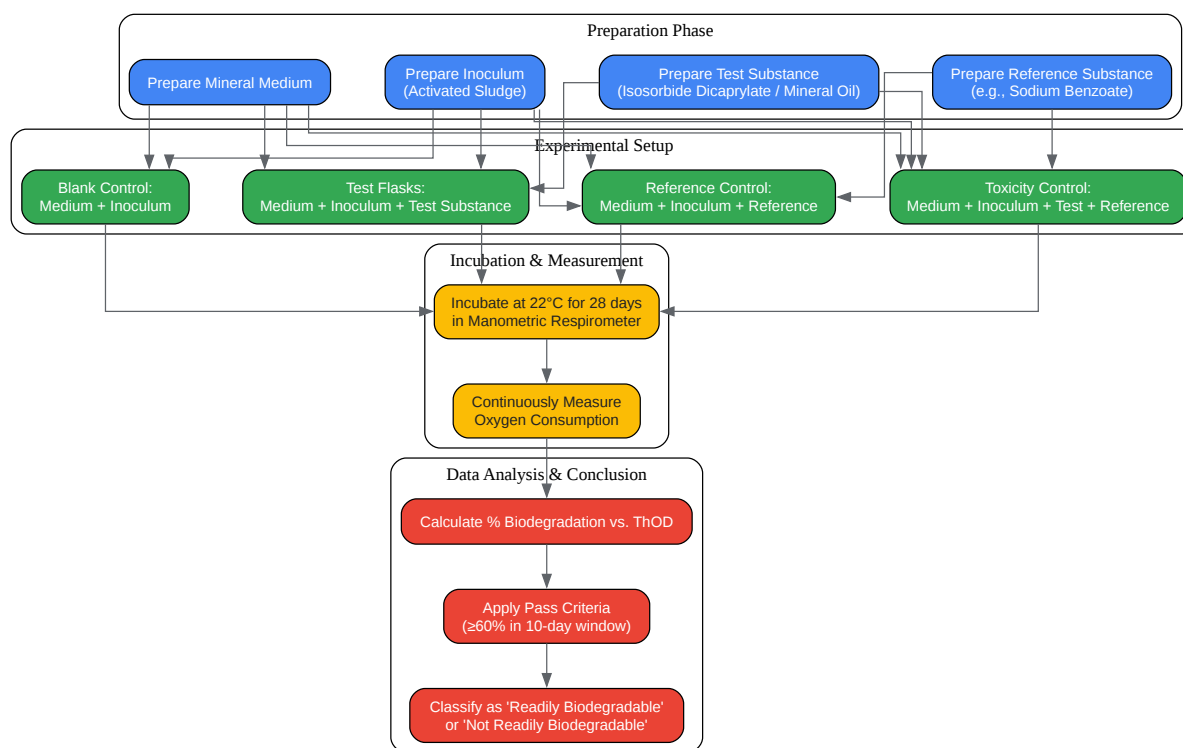 Preparation Phase
Prepare Mineral Medium
Prepare Inoculum
(Activated Sludge)
Prepare Test Substance
(Isosorbide Dicaprylate / Mineral Oil)
Prepare Reference Substance
(e.g., Sodium Benzoate)
Experimental Setup
Blank Control:
Medium + Inoculum
Test Flasks:
Medium + Inoculum + Test Substance
Reference Control:
Medium + Inoculum + Reference
Toxicity Control:
Medium + Inoculum + Test + Reference
Incubation & Measurement
Incubate at 22°C for 28 days
in Manometric Respirometer
Continuously Measure
Oxygen Consumption
Data Analysis & Conclusion
Calculate % Biodegradation vs. ThOD
Apply Pass Criteria
(≥60% in 10-day window)
Classify as 'Readily Biodegradable'
or 'Not Readily Biodegradable'